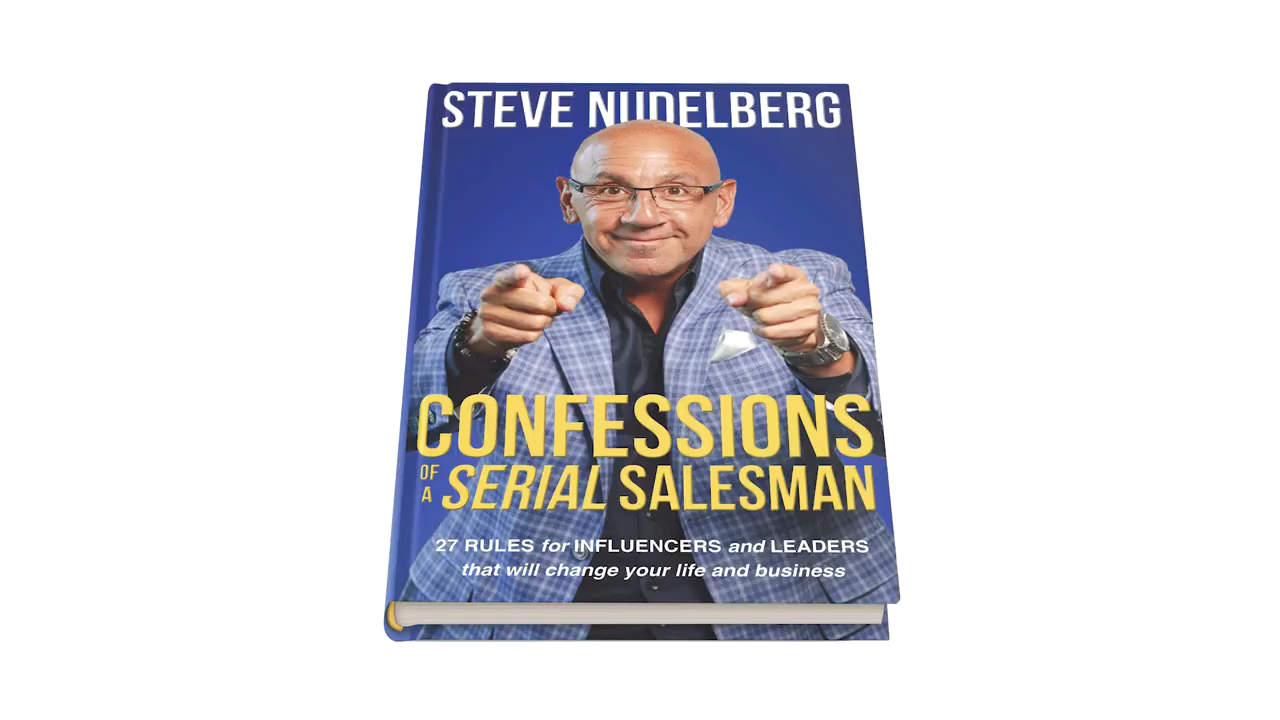 STEVE NUDELBERG
CONFESSIONS
OF A SERIAL SALESMAN
27 RULES for INFLUENCERS and LEADERS
that will change your life and business